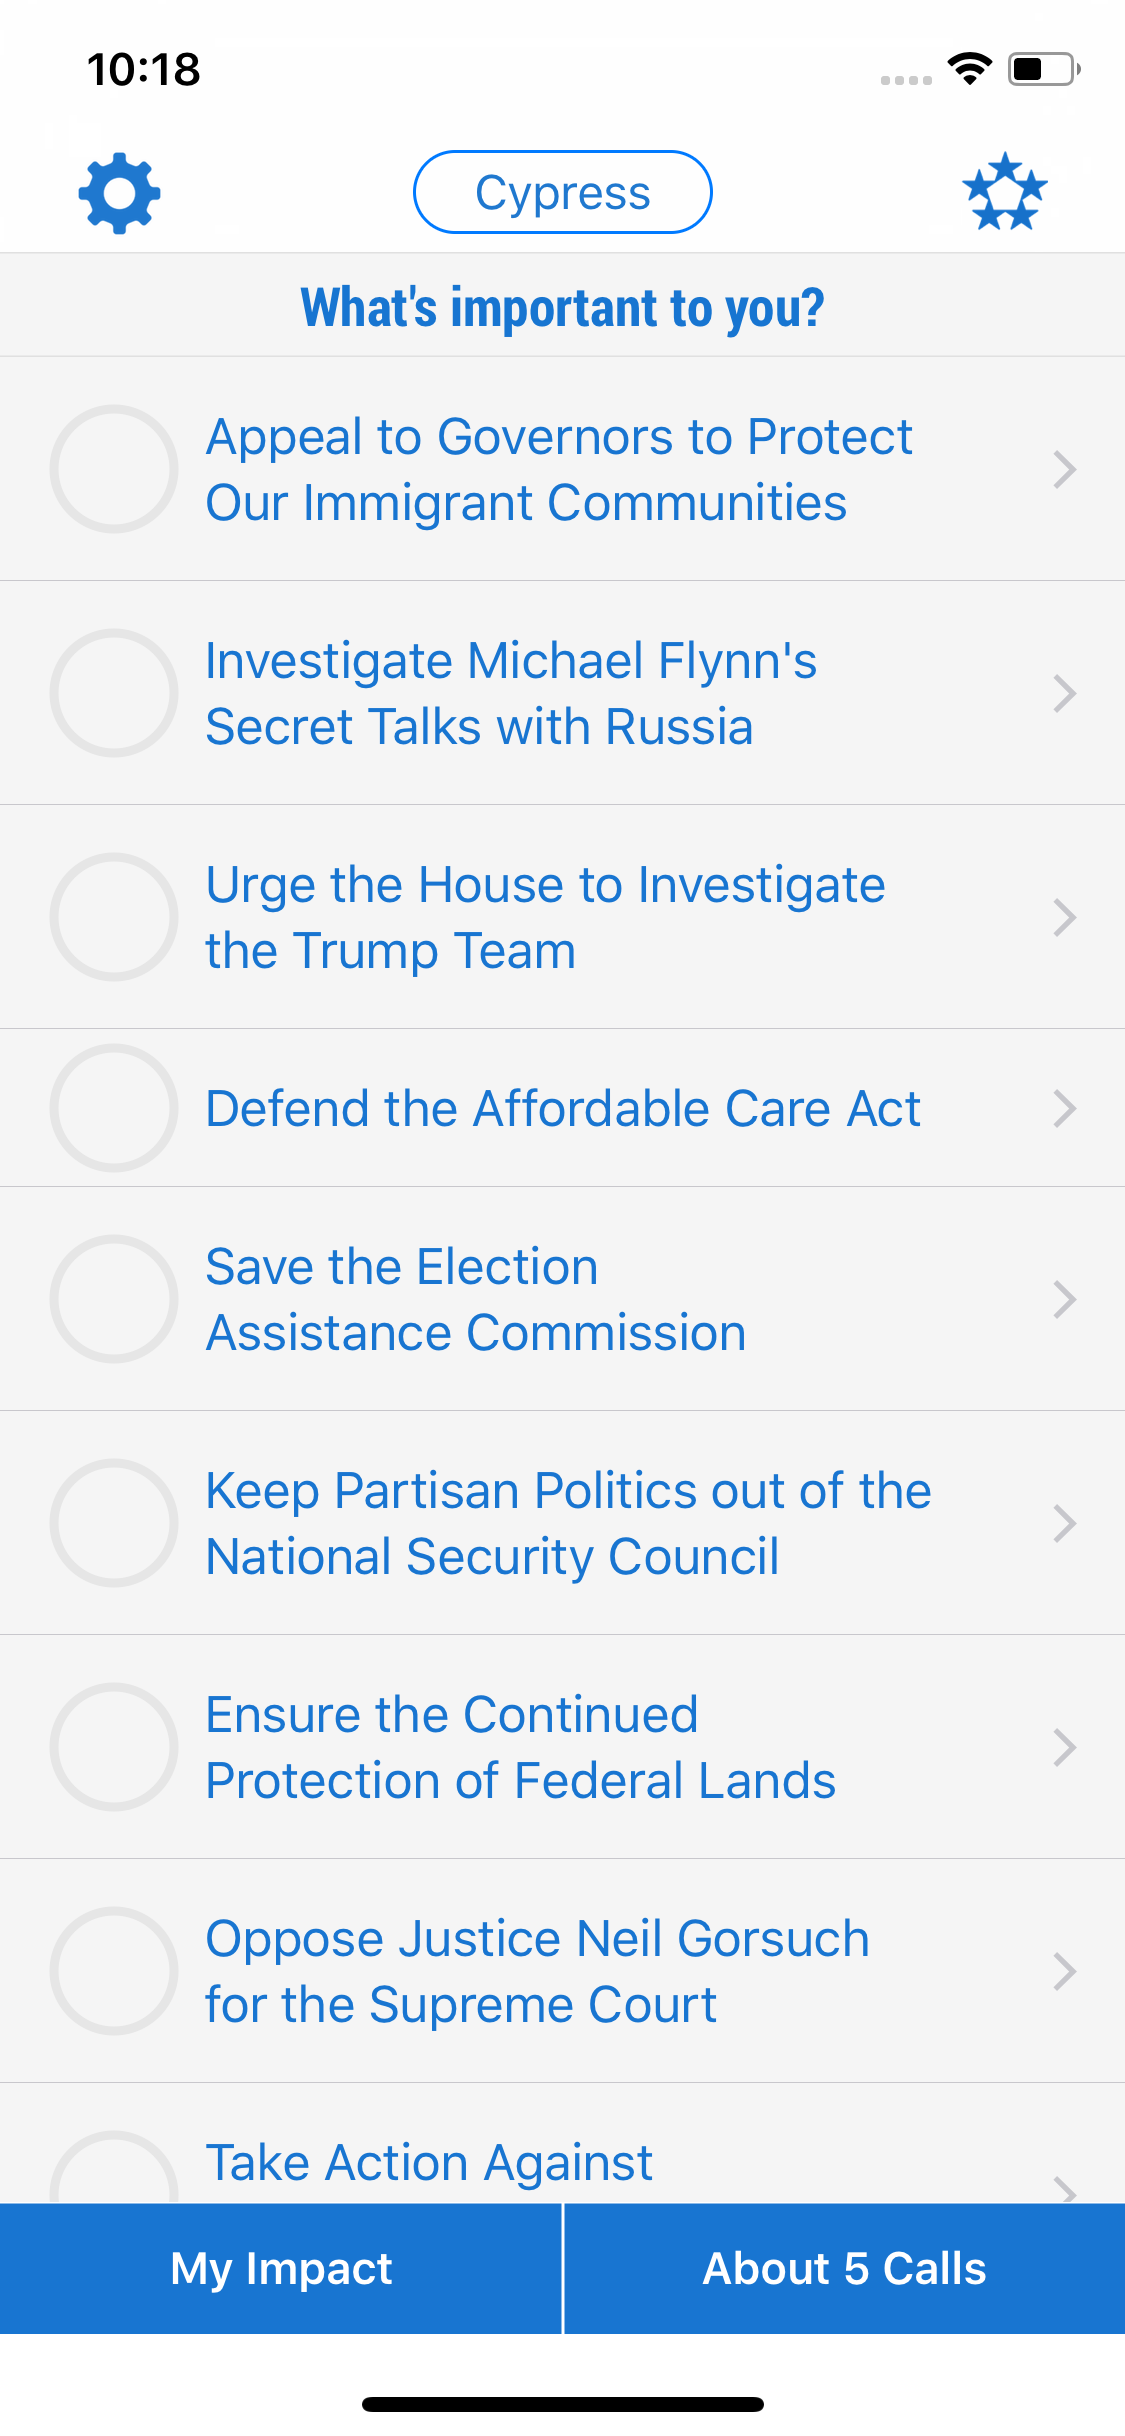 10:18
Cypress
What's important to you?
Appeal to Governors to Protect
Our Immigrant Communities
Investigate Michael Flynn's
Secret Talks with Russia
Urge the House to Investigate
the Trump Team
Defend the Affordable Care Act
Save the Election
Assistance Commission
Keep Partisan Politics out of the
National Security Council
Ensure the Continued
Protection of Federal Lands
Oppose Justice Neil Gorsuch
for the Supreme Court
Take Action Against
My Impact
About 5 Calls